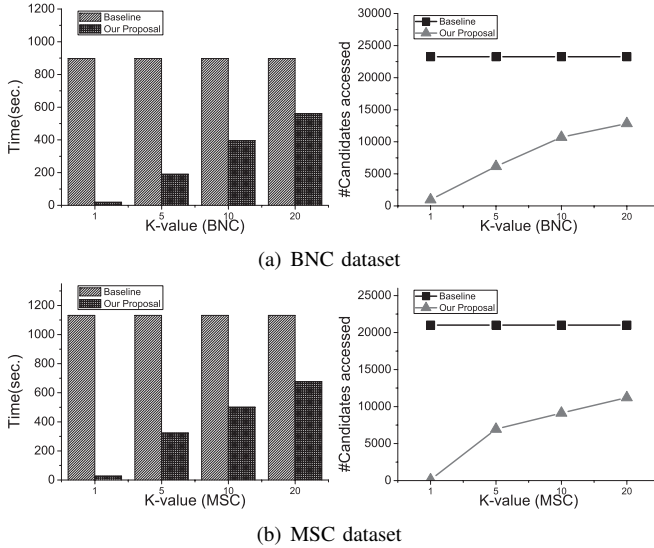 Baseline
Our Proposal
Time(sec.)
1200
1000
800
600
400
200
0
1 5 10 20
K-value (BNC)
Baseline
Our Proposal
#Candidates accessed
30000
25000
20000
15000
10000
5000
0
1 5 10 20
K-value (BNC)
(a) BNC dataset
Baseline
Our Proposal
Time(sec.)
1200
1000
800
600
400
200
0
1 5 10 20
K-value (MSC)
Baseline
Our Proposal
#Candidates accessed
25000
20000
15000
10000
5000
0
1 5 10 20
K-value (MSC)
(b) MSC dataset